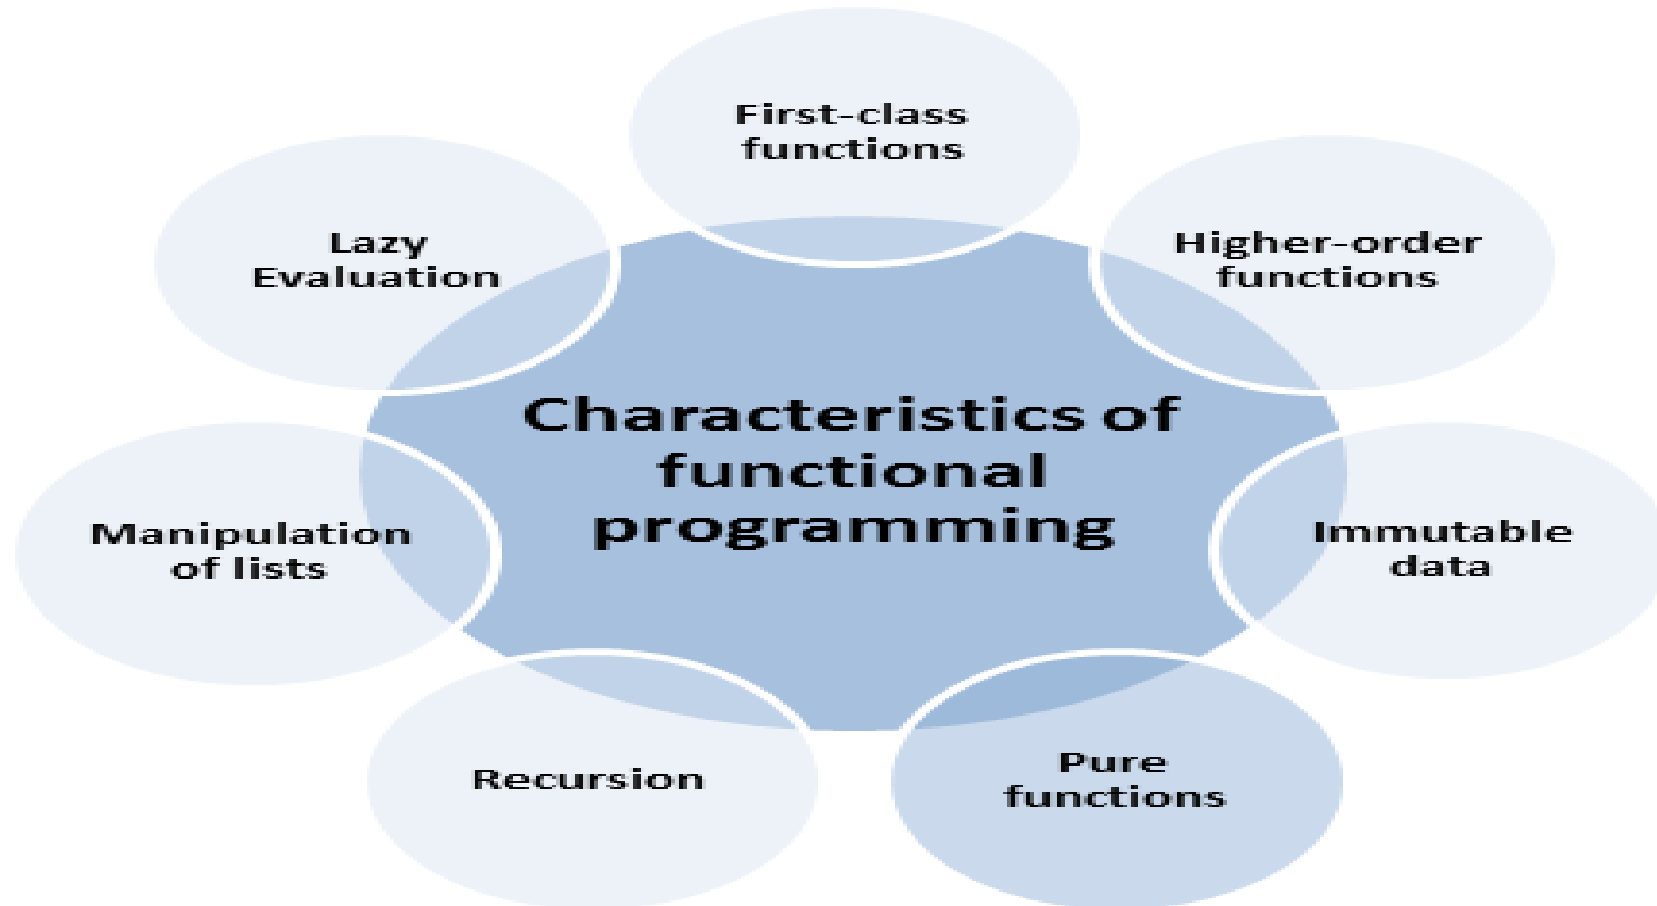 First-class
functions
Higher-order
functions
Immutable
data
Pure
functions
Recursion
Manipulation
of lists
Lazy
Evaluation
Characteristics of
functional
programming